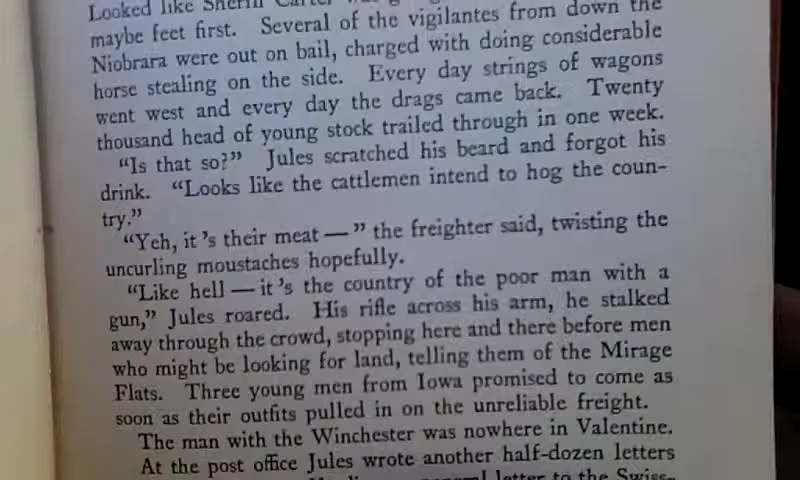 Looked like Sheriff Carter was
maybe feet first. Several of the vigilantes from down the
Niobrara were out on bail, charged with doing considerable
horse stealing on the side. Every day strings of wagons
went west and every day the drags came back. Twenty
thousand head of young stock trailed through in one week.
“Is that so?” Jules scratched his beard and forgot his
drink. “Looks like the cattlemen intend to hog the coun-
try.”
“Yeh, it's their meat — ” the freighter said, twisting the
uncurling moustaches hopefully.
“Like hell — it's the country of the poor man with a
gun,” Jules roared. His rifle across his arm, he stalked
away through the crowd, stopping here and there before men
who might be looking for land, telling them of the Mirage
Flats. Three young men from Iowa promised to come as
soon as their outfits pulled in on the unreliable freight.
The man with the Winchester was nowhere in Valentine.
At the post office Jules wrote another half-dozen letters
general letter to the Swiss-